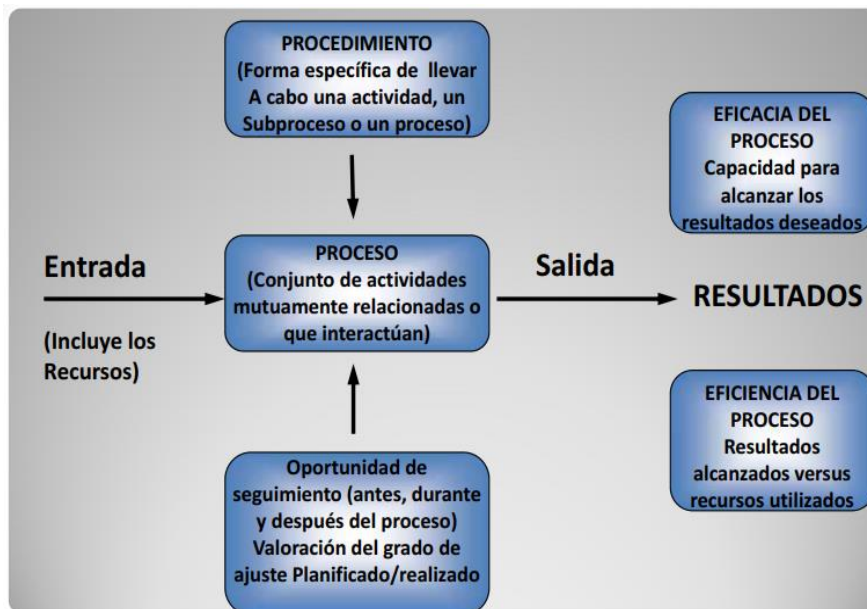 PROCEDIMIENTO
(Forma específica de llevar
A cabo una actividad, un
Subproceso o un proceso)
EFICACIA DEL
PROCESO
Capacidad para
alcanzar los
resultados deseados
Entrada
(Incluye los
Recursos)
PROCESO
(Conjunto de actividades
mutuamente relacionadas o
que interactúan)
Salida
RESULTADOS
Oportunidad de
seguimiento (antes, durante
y después del proceso)
Valoración del grado de
ajuste Planificado/realizado
EFICIENCIA DEL
PROCESO
Resultados
alcanzados versus
recursos utilizados